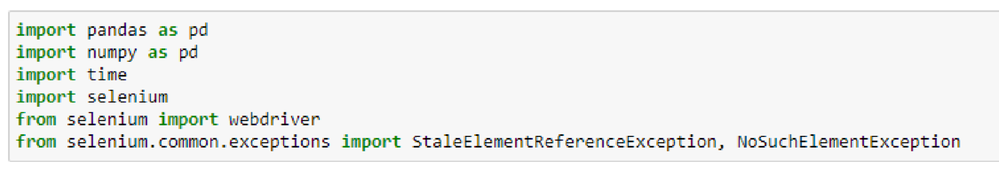 import pandas as pd
import numpy as pd
import time
import selenium
from selenium import webdriver
from selenium.common.exceptions import StaleElementReferenceException, NoSuchElementException